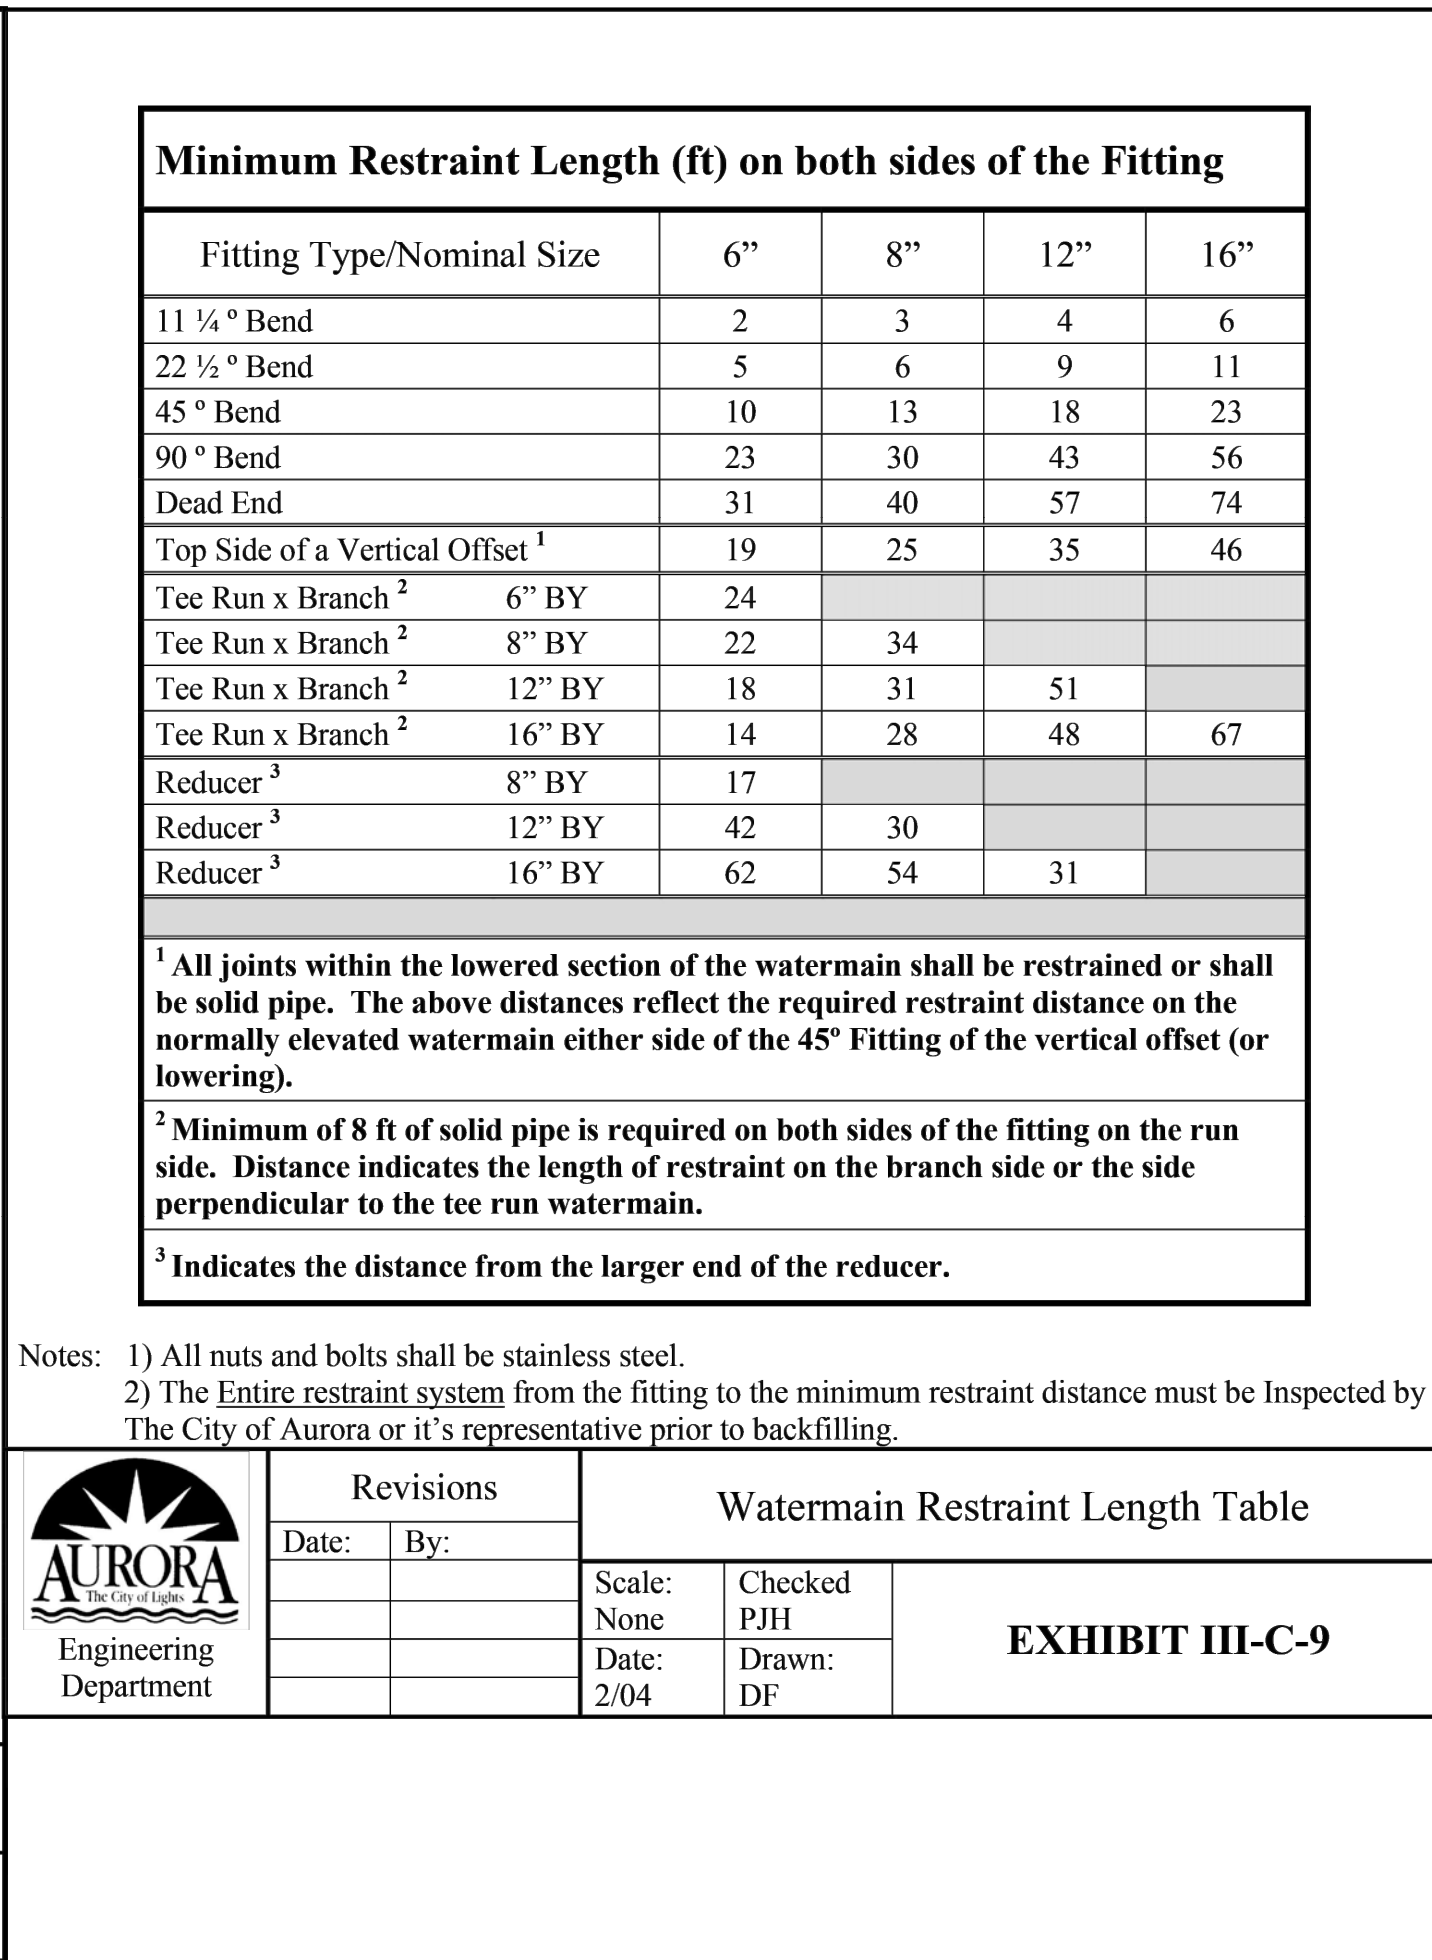 Minimum Restraint Length (ft) on both sides of the Fitting
Fitting Type/Nominal Size 6” 8” 12” 16”
11 ¼ º Bend 2 3 4 6
22 ½ º Bend 5 6 9 11
45 º Bend 10 13 18 23
90 º Bend 23 30 43 56
Dead End 31 40 57 74
Top Side of a Vertical Offset 1 19 25 35 46
Tee Run x Branch 2 6” BY 24
Tee Run x Branch 2 8” BY 22 34
Tee Run x Branch 2 12” BY 18 31 51
Tee Run x Branch 2 16” BY 14 28 48 67
Reducer 3 8” BY 17
Reducer 3 12” BY 42 30
Reducer 3 16” BY 62 54 31
1 All joints within the lowered section of the watermain shall be restrained or shall
be solid pipe. The above distances reflect the required restraint distance on the
normally elevated watermain either side of the 45º Fitting of the vertical offset (or
lowering).
2 Minimum of 8 ft of solid pipe is required on both sides of the fitting on the run
side. Distance indicates the length of restraint on the branch side or the side
perpendicular to the tee run watermain.
3 Indicates the distance from the larger end of the reducer.
Notes: 1) All nuts and bolts shall be stainless steel.
2) The Entire restraint system from the fitting to the minimum restraint distance must be Inspected by
The City of Aurora or it’s representative prior to backfilling.
AURORA
The City of Lights
Engineering
Department
Revisions
Date: By:
Watermain Restraint Length Table
Scale:
None
Checked
PJH
Date:
2/04
Drawn:
DF
EXHIBIT III-C-9